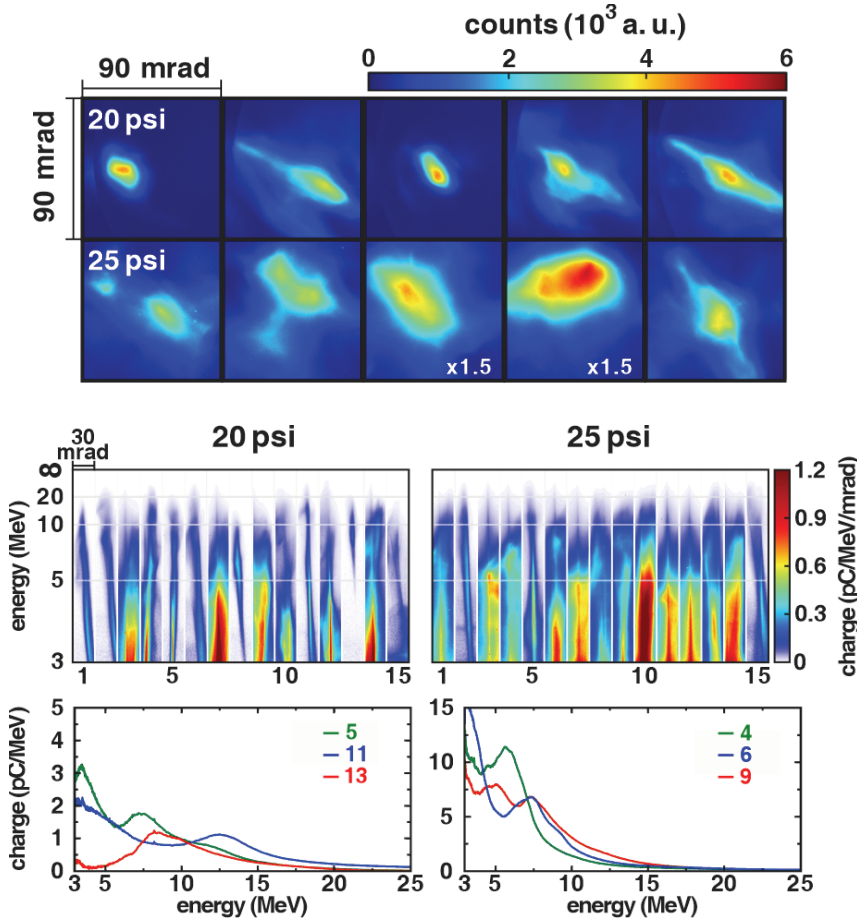 counts (10³ a. u.)
0 2 4 6
90 mrad
90 mrad
20 psi
25 psi
x1.5
x1.5
20 psi
25 psi
30
mrad
∞
20
10
5
3
energy (MeV)
1 5 10 15
1 5 10 15
1.2
0.9
0.6
0.3
0
charge (pC/MeV/mrad)
5
4
3
2
1
0
charge (pC/MeV)
5
11
13
3 5 10 15 20 25
energy (MeV)
15
10
5
0
4
6
9
3 5 10 15 20 25
energy (MeV)